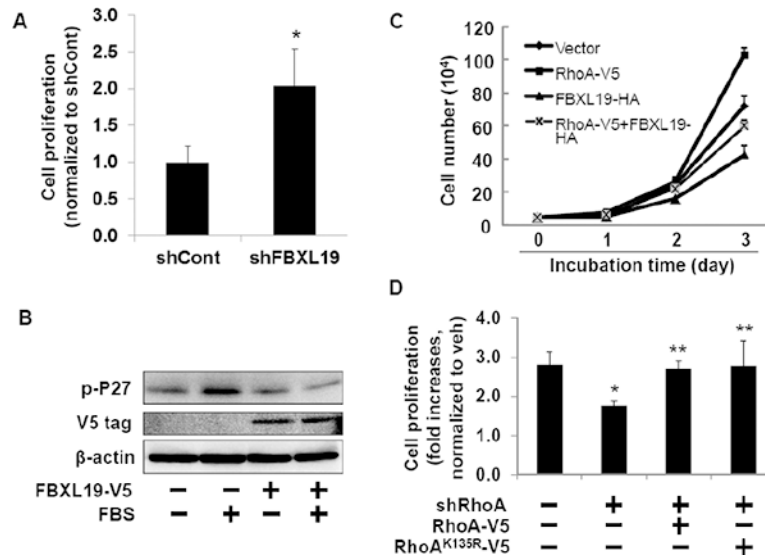 A
Cell proliferation
(normalized to shCont)
3.0
2.5
2.0
1.5
1.0
0.5
0.0
*
shCont shFBXL19
B
p-P27
V5 tag
β-actin
FBXL19-V5 − − + +
FBS − + − +
C
Cell number (10⁴)
120
100
80
60
40
20
0
Vector
RhoA-V5
FBXL19-HA
RhoA-V5+FBXL19-
HA
0 1 2 3
Incubation time (day)
D
Cell proliferation
(fold increases,
normalized to veh)
4.0
3.0
2.0
1.0
0.0
* ** **
shRhoA − + + +
RhoA-V5 − − + −
RhoAᴷ¹³⁵ᴿ-V5 − − − +